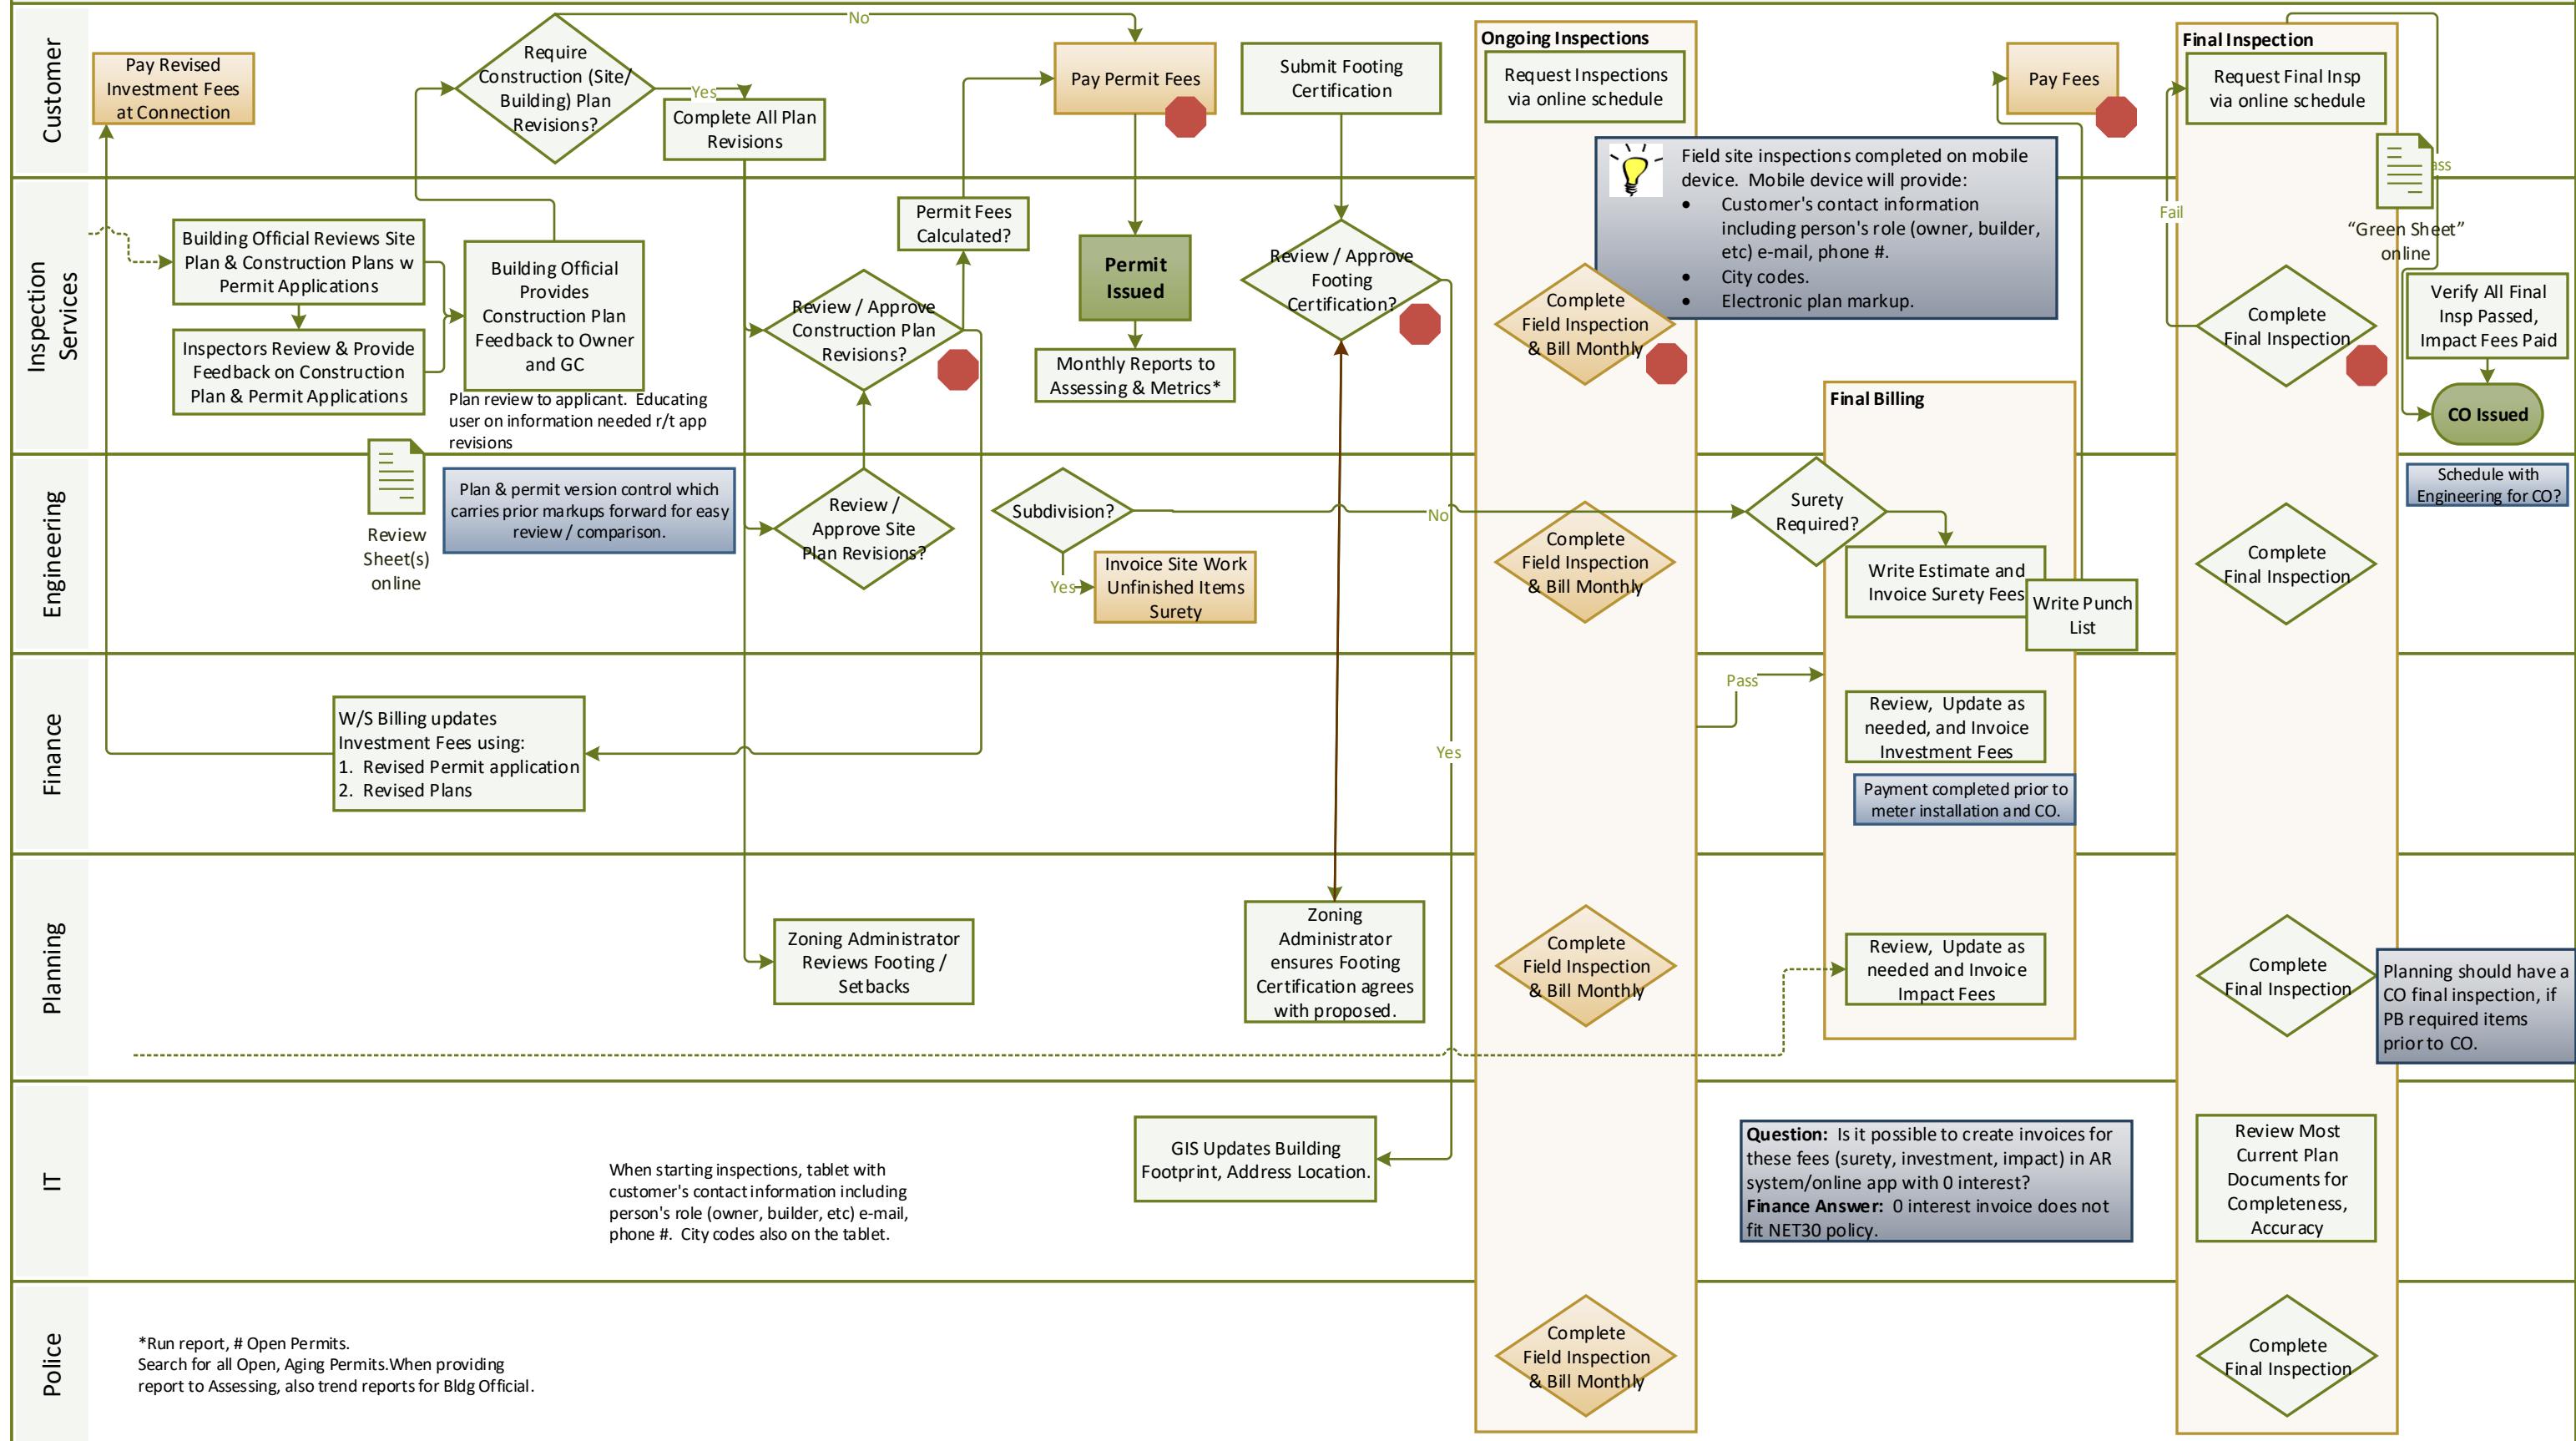 Customer
Pay Revised
Investment Fees
at Connection
Require
Construction (Site/
Building) Plan
Revisions?
No
Yes
Complete All Plan
Revisions
Pay Permit Fees
Submit Footing
Certification
Ongoing Inspections
Request Inspections
via online schedule
Pay Fees
Final Inspection
Request Final Insp
via online schedule
Field site inspections completed on mobile
device. Mobile device will provide:
• Customer's contact information
including person's role (owner, builder,
etc) e-mail, phone #.
• City codes.
• Electronic plan markup.
ass
Fail
"Green Sheet"
online
Inspection
Services
Building Official Reviews Site
Plan & Construction Plans w
Permit Applications
Inspectors Review & Provide
Feedback on Construction
Plan & Permit Applications
Building Official
Provides
Construction Plan
Feedback to Owner
and GC
Plan review to applicant. Educating
user on information needed r/t app
revisions
Review / Approve
Construction Plan
Revisions?
Permit Fees
Calculated?
Permit
Issued
Monthly Reports to
Assessing & Metrics*
Review / Approve
Footing
Certification?
Complete
Field Inspection
& Bill Monthly
Final Billing
Complete
Final Inspection
Verify All Final
Insp Passed,
Impact Fees Paid
CO Issued
Engineering
Review
Sheet(s)
online
Plan & permit version control which
carries prior markups forward for easy
review / comparison.
Review /
Approve Site
Plan Revisions?
Subdivision?
Yes
Invoice Site Work
Unfinished Items
Surety
No
Complete
Field Inspection
& Bill Monthly
Surety
Required?
Write Estimate and
Invoice Surety Fees
Write Punch
List
Complete
Final Inspection
Schedule with
Engineering for CO?
Finance
W/S Billing updates
Investment Fees using:
1. Revised Permit application
2. Revised Plans
Yes
Pass
Review, Update as
needed, and Invoice
Investment Fees
Payment completed prior to
meter installation and CO.
Planning
Zoning Administrator
Reviews Footing /
Setbacks
Zoning
Administrator
ensures Footing
Certification agrees
with proposed.
Complete
Field Inspection
& Bill Monthly
Review, Update as
needed and Invoice
Impact Fees
Complete
Final Inspection
Planning should have a
CO final inspection, if
PB required items
prior to CO.
IT
When starting inspections, tablet with
customer's contact information including
person's role (owner, builder, etc) e-mail,
phone #. City codes also on the tablet.
GIS Updates Building
Footprint, Address Location.
Question: Is it possible to create invoices for
these fees (surety, investment, impact) in AR
system/online app with 0 interest?
Finance Answer: 0 interest invoice does not
fit NET30 policy.
Review Most
Current Plan
Documents for
Completeness,
Accuracy
Police
*Run report, # Open Permits.
Search for all Open, Aging Permits.When providing
report to Assessing, also trend reports for Bldg Official.
Complete
Field Inspection
& Bill Monthly
Complete
Final Inspection